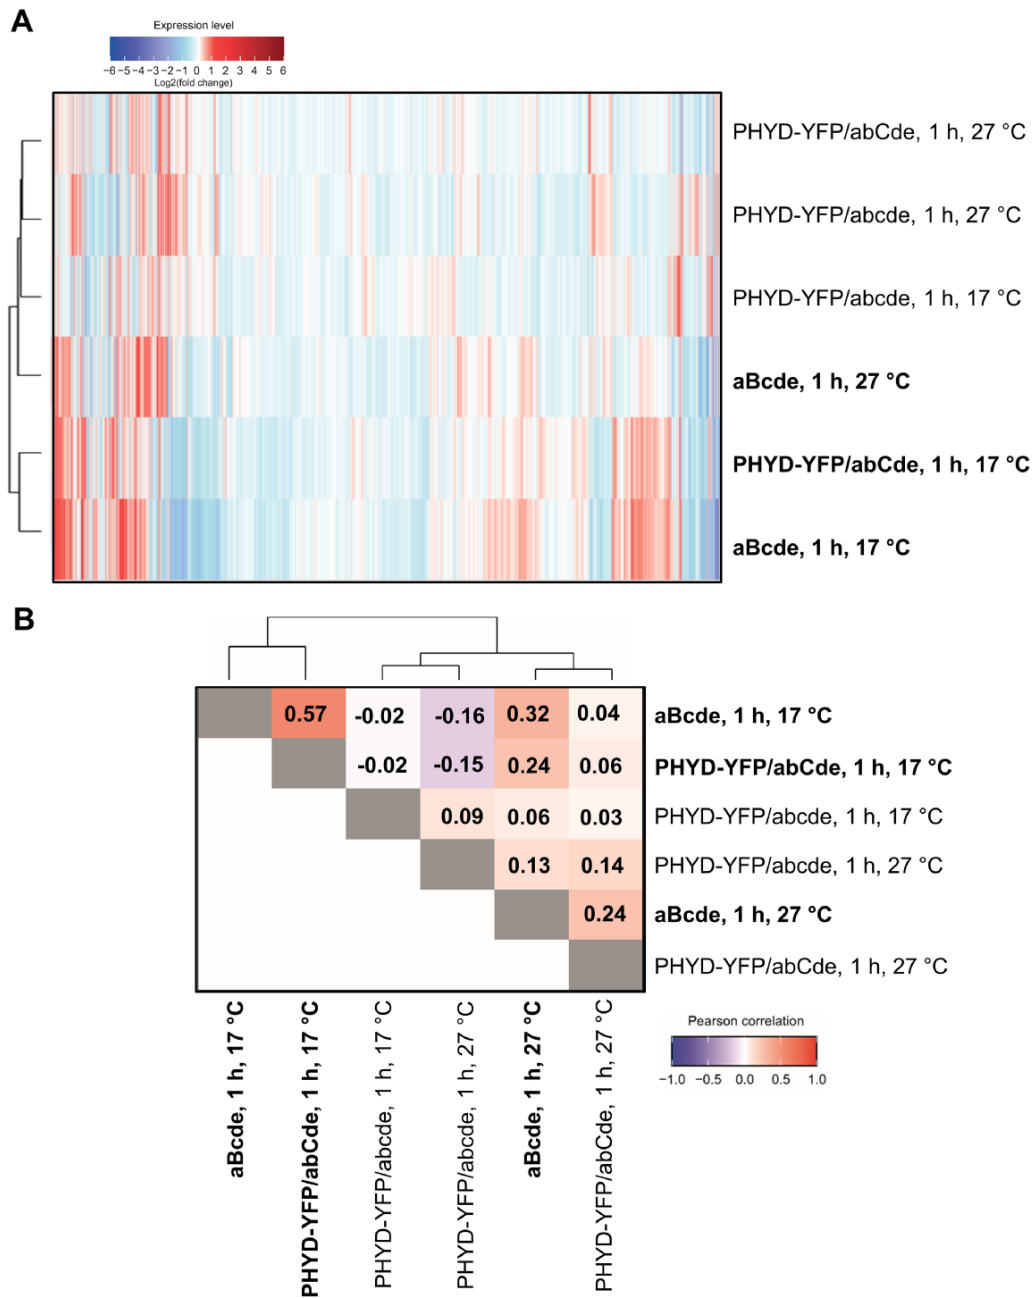 A
Expression level
−6 −5 −4 −3 −2 −1 0 1 2 3 4 5 6
Log2(fold change)
PHYD-YFP/abCde, 1 h, 27 °C
PHYD-YFP/abcde, 1 h, 27 °C
PHYD-YFP/abcde, 1 h, 17 °C
aBcde, 1 h, 27 °C
PHYD-YFP/abCde, 1 h, 17 °C
aBcde, 1 h, 17 °C
B
0.57 -0.02 -0.16 0.32 0.04 aBcde, 1 h, 17 °C
-0.02 -0.15 0.24 0.06 PHYD-YFP/abCde, 1 h, 17 °C
0.09 0.06 0.03 PHYD-YFP/abcde, 1 h, 17 °C
0.13 0.14 PHYD-YFP/abcde, 1 h, 27 °C
0.24 aBcde, 1 h, 27 °C
PHYD-YFP/abCde, 1 h, 27 °C
aBcde, 1 h, 17 °C
PHYD-YFP/abCde, 1 h, 17 °C
PHYD-YFP/abcde, 1 h, 17 °C
PHYD-YFP/abcde, 1 h, 27 °C
aBcde, 1 h, 27 °C
PHYD-YFP/abCde, 1 h, 27 °C
Pearson correlation
−1.0 −0.5 0.0 0.5 1.0